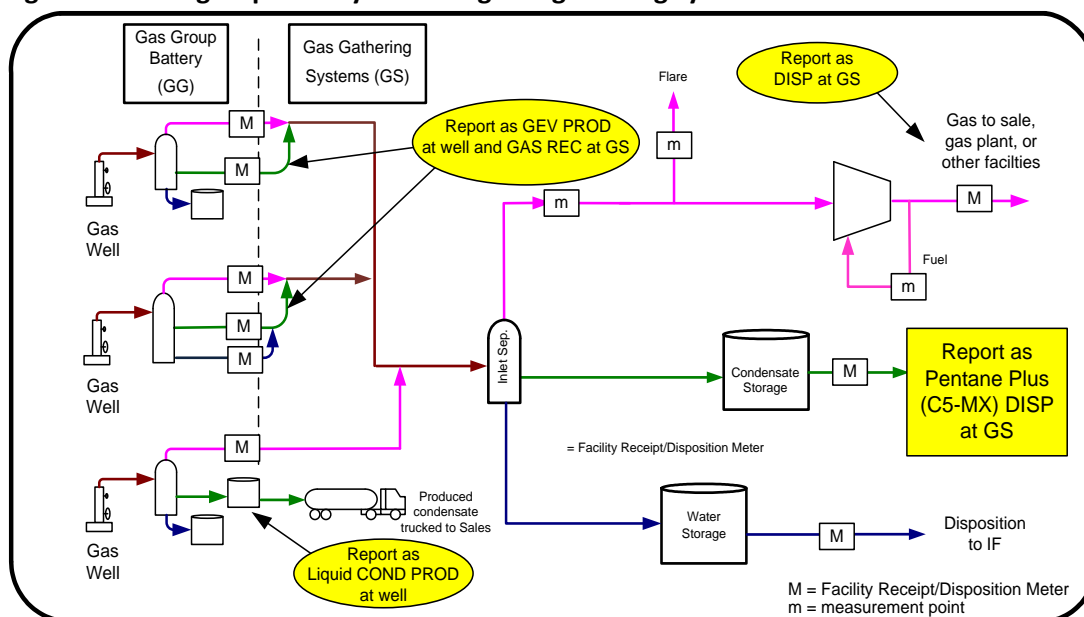 Gas Group
Battery
(GG)
Gas Gathering
Systems (GS)
Report as
DISP at GS
Flare
Report as GEV PROD
at well and GAS REC at GS
Gas to sale,
gas plant, or
other facilties
M
M
m
m
M
Gas
Well
Fuel
m
M
M
M
Gas
Well
Inlet Sep.
Condensate
Storage
M
Report as
Pentane Plus
(C5-MX) DISP
at GS
= Facility Receipt/Disposition Meter
M
Produced
condensate
trucked to Sales
Gas
Well
Report as
Liquid COND PROD
at well
Water
Storage
M
Disposition
to IF
M = Facility Receipt/Disposition Meter
m = measurement point